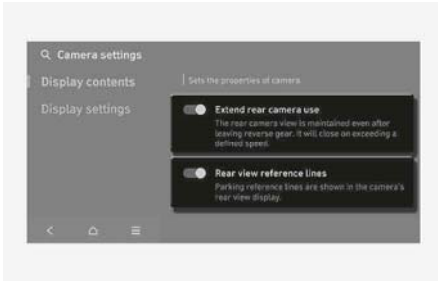 Camera settings
Display contents
Display settings
Sets the properties of camera
Extend rear camera use
The rear camera view is maintained even after
leaving reverse gear. It will close on exceeding a
defined speed.
Rear view reference lines
Parking reference lines are shown in the camera's
rear view display.